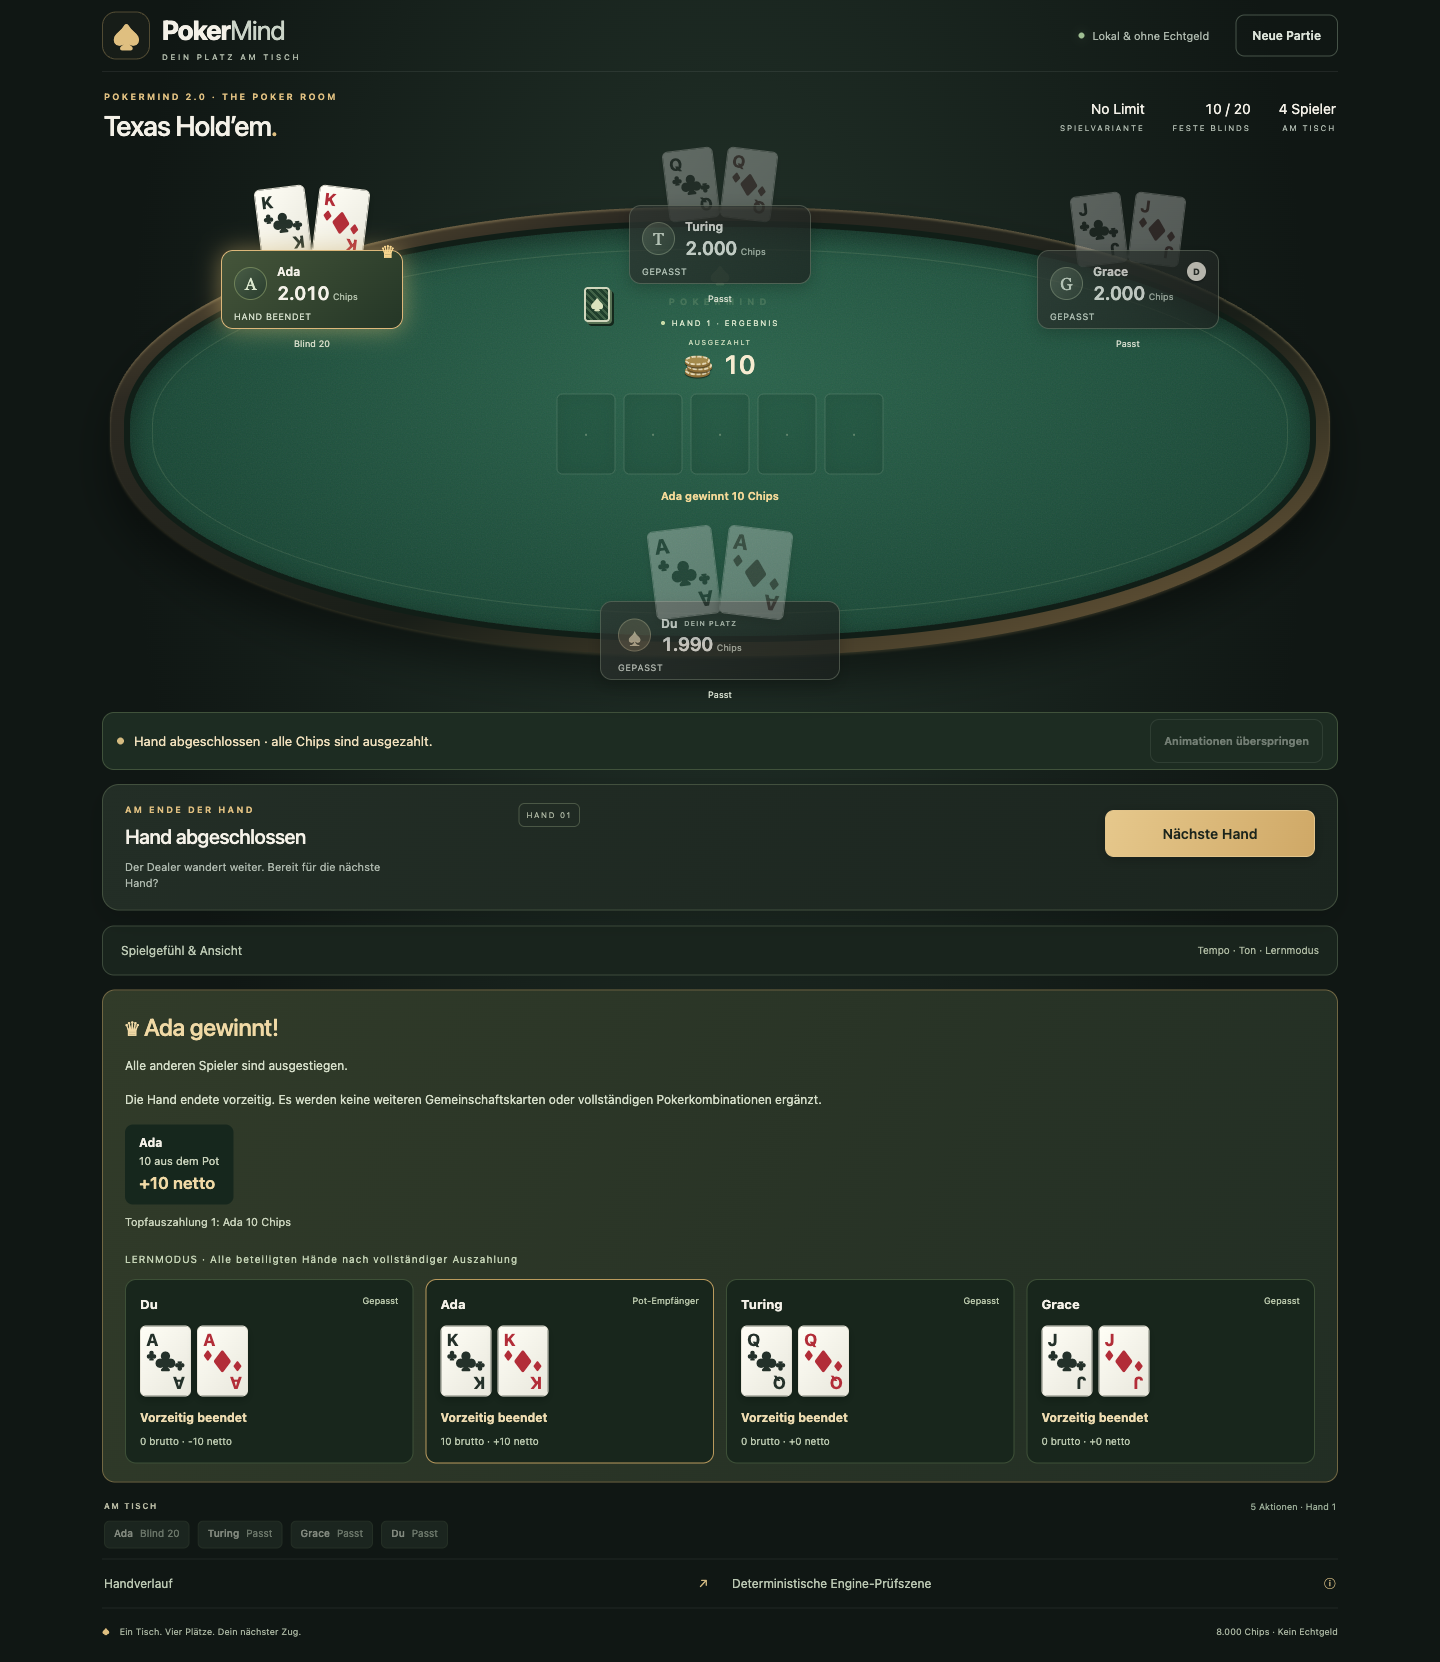 PokerMind
DEIN PLATZ AM TISCH
Lokal & ohne Echtgeld
Neue Partie
POKERMIND 2.0 · THE POKER ROOM
Texas Hold’em.
No Limit
SPIELVARIANTE
10 / 20
FESTE BLINDS
4 Spieler
AM TISCH
Q Q
Q Q
T
Turing
2.000 Chips
GEPASST
Passt
K K
K K
A
Ada
2.010 Chips
HAND BEENDET
Blind 20
J J
J J
G
Grace
D
2.000 Chips
GEPASST
Passt
POKERMIND
HAND 1 · ERGEBNIS
AUSGEZAHLT
10
Ada gewinnt 10 Chips
A A
A A
Du DEIN PLATZ
1.990 Chips
GEPASST
Passt
Hand abgeschlossen · alle Chips sind ausgezahlt.
Animationen überspringen
AM ENDE DER HAND
HAND 01
Hand abgeschlossen
Der Dealer wandert weiter. Bereit für die nächste
Hand?
Nächste Hand
Spielgefühl & Ansicht
Tempo · Ton · Lernmodus
Ada gewinnt!
Alle anderen Spieler sind ausgestiegen.
Die Hand endete vorzeitig. Es werden keine weiteren Gemeinschaftskarten oder vollständigen Pokerkombinationen ergänzt.
Ada
10 aus dem Pot
+10 netto
Topfauszahlung 1: Ada 10 Chips
LERNMODUS · Alle beteiligten Hände nach vollständiger Auszahlung
Du
Gepasst
A A
A A
Vorzeitig beendet
0 brutto · -10 netto
Ada
Pot-Empfänger
K K
K K
Vorzeitig beendet
10 brutto · +10 netto
Turing
Gepasst
Q Q
Q Q
Vorzeitig beendet
0 brutto · +0 netto
Grace
Gepasst
J J
J J
Vorzeitig beendet
0 brutto · +0 netto
AM TISCH
5 Aktionen · Hand 1
Ada Blind 20
Turing Passt
Grace Passt
Du Passt
Handverlauf
Deterministische Engine-Prüfszene
Ein Tisch. Vier Plätze. Dein nächster Zug.
8.000 Chips · Kein Echtgeld